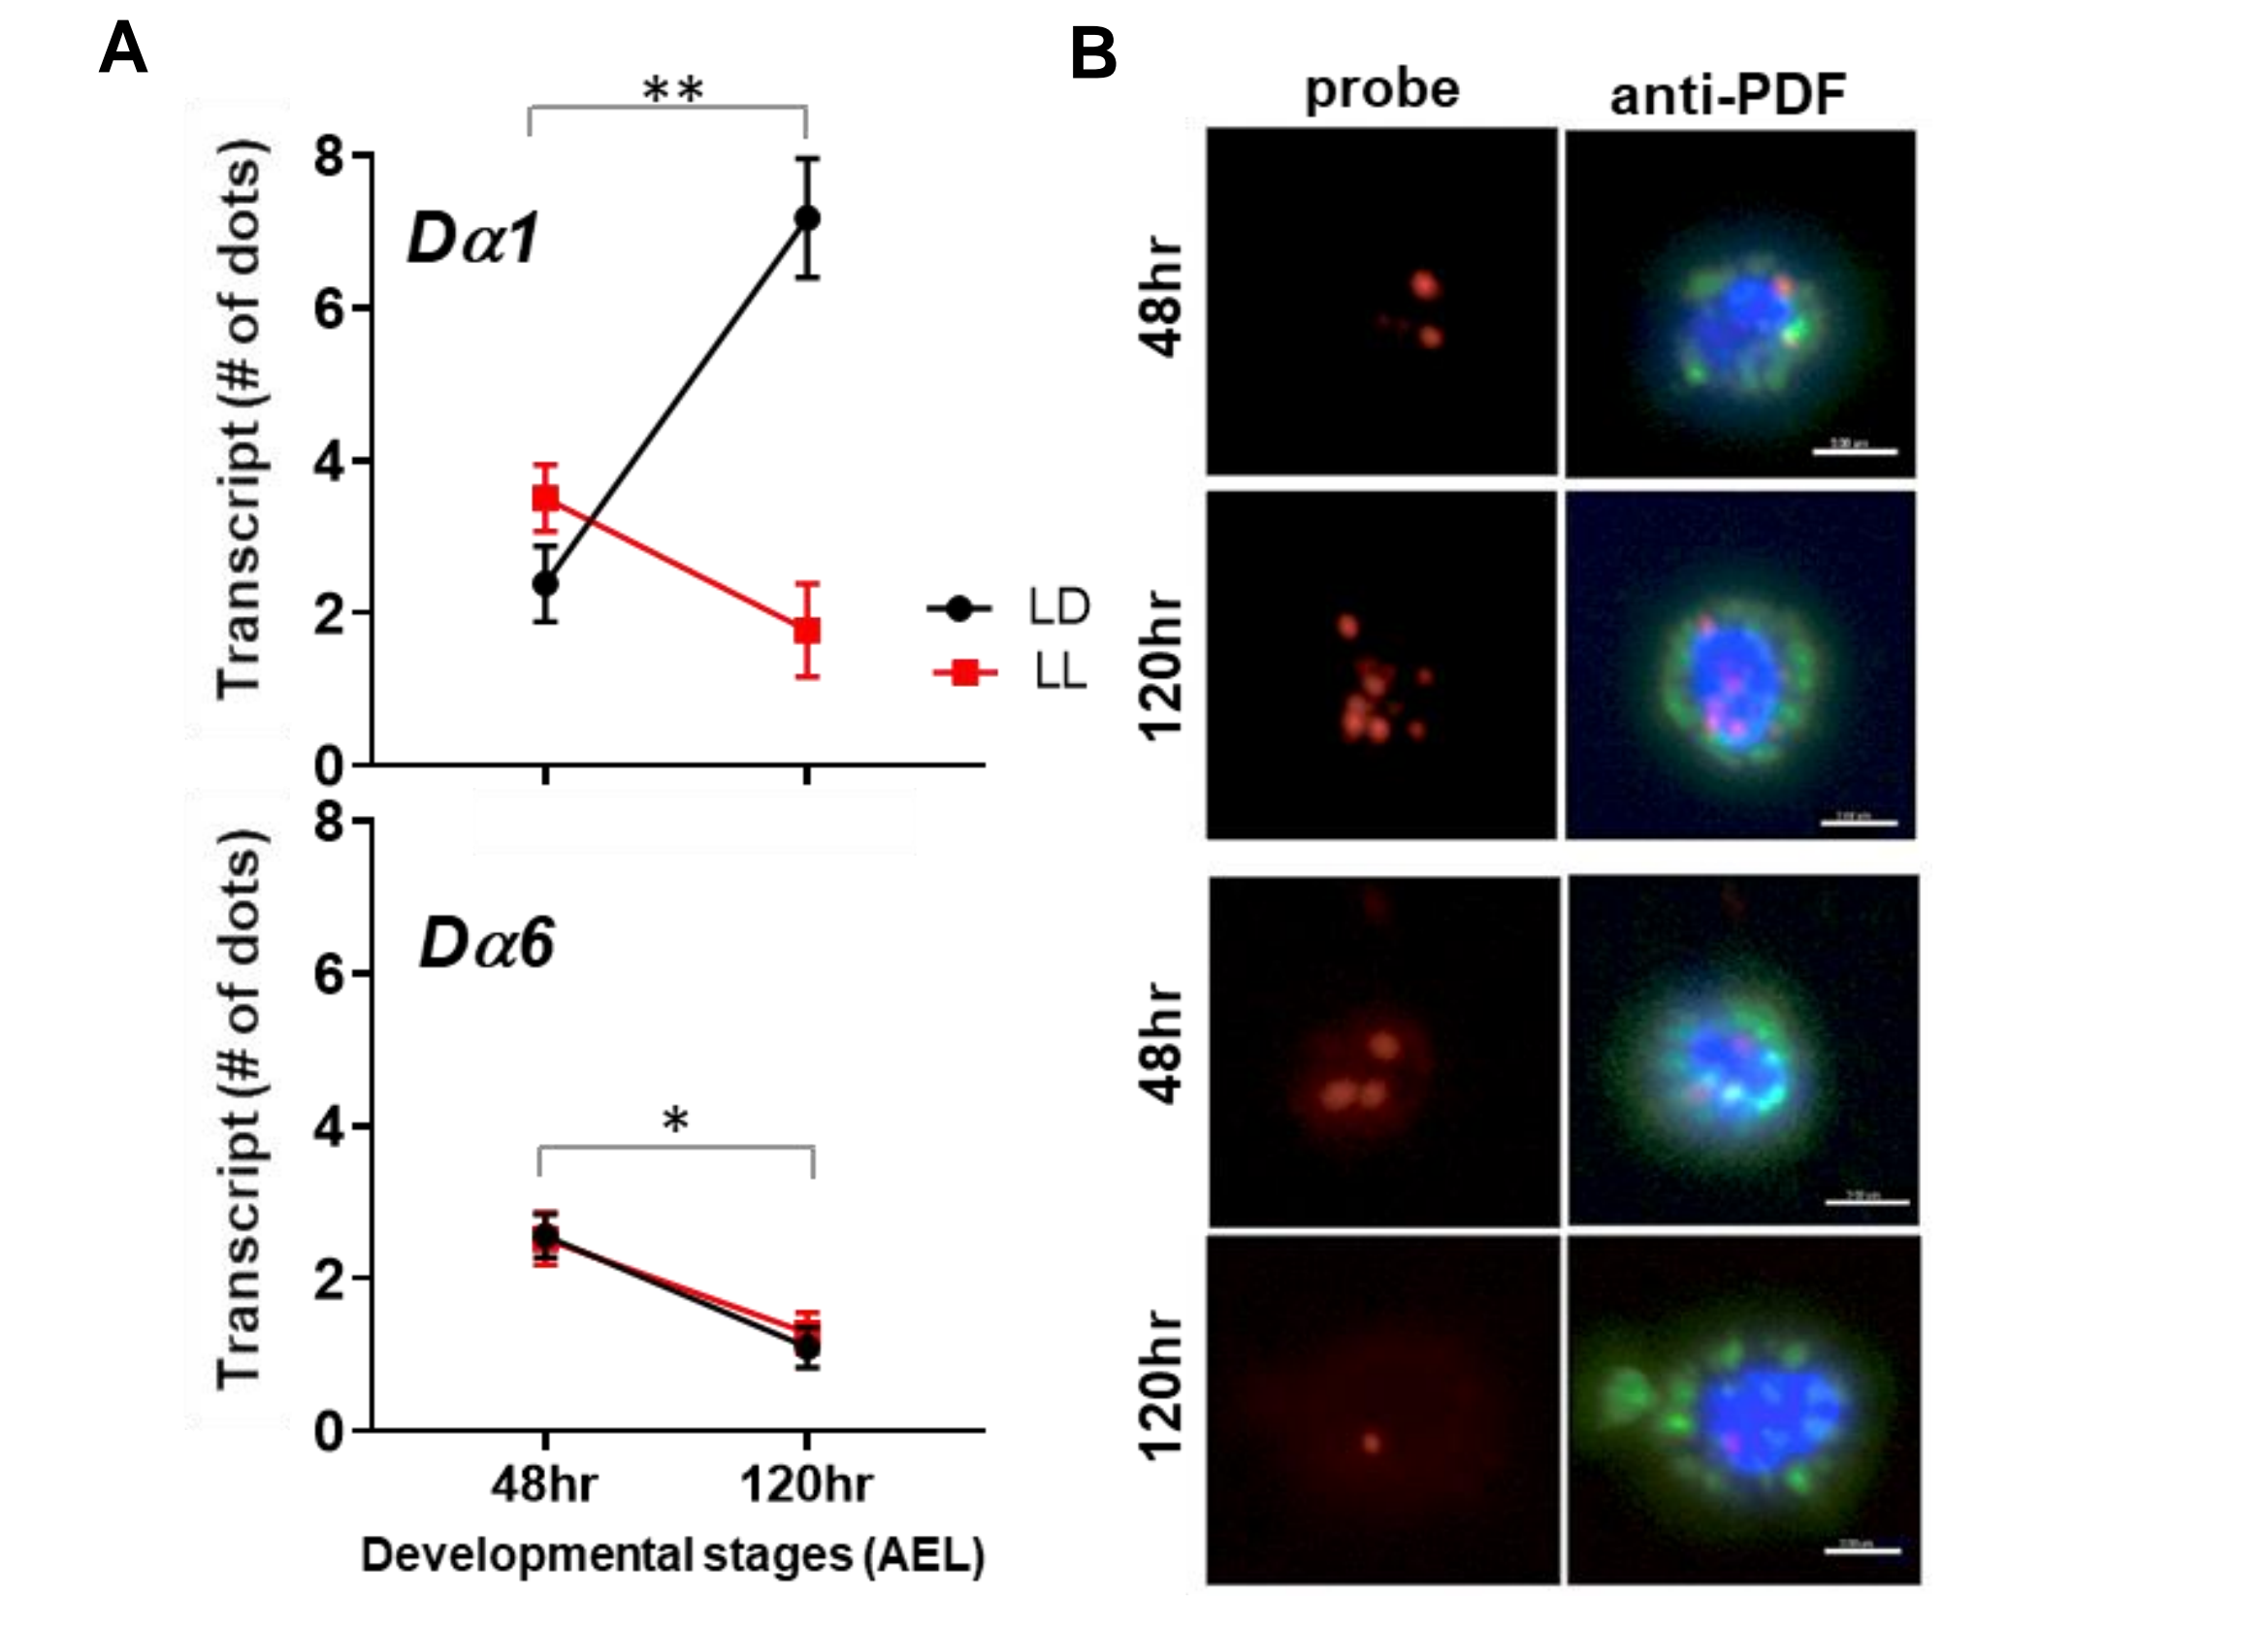 A
**
Transcript (# of dots)
8
6
4
2
0
Dα1
LD
LL
Transcript (# of dots)
8
6
4
2
0
Dα6
*
48hr
120hr
Developmental stages (AEL)
B
probe
anti-PDF
48hr
120hr
48hr
120hr